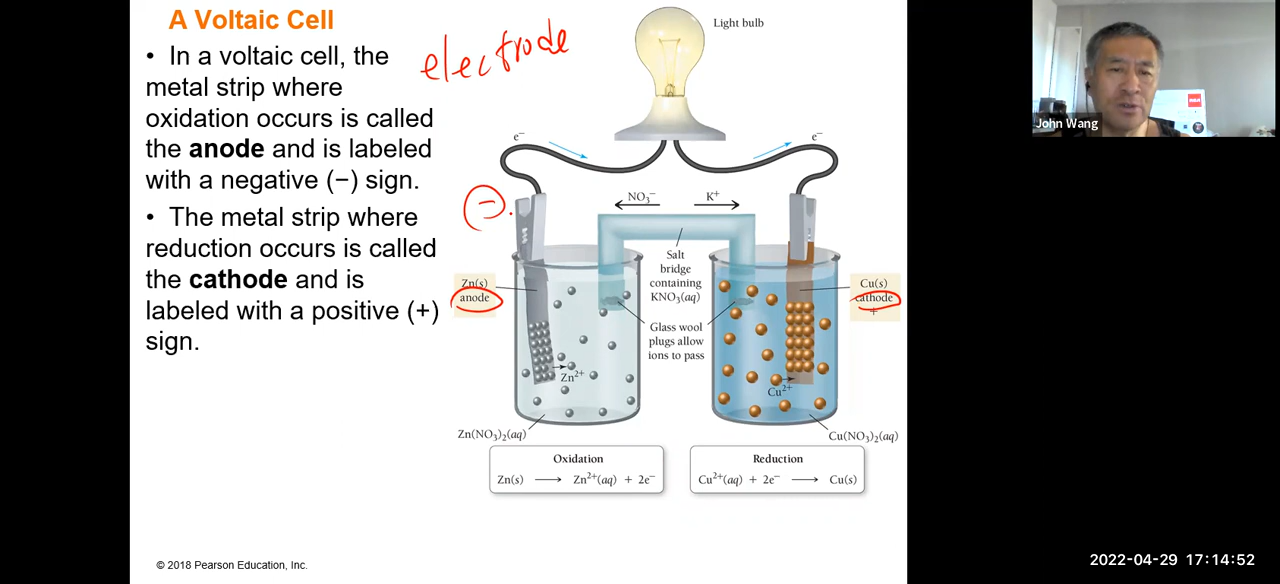 A Voltaic Cell
• In a voltaic cell, the
metal strip where
oxidation occurs is called
the anode and is labeled
with a negative (−) sign.
• The metal strip where
reduction occurs is called
the cathode and is
labeled with a positive (+)
sign.
electrode
Light bulb
e⁻
e⁻
(−)
NO₃⁻
K⁺
Salt
bridge
containing
KNO₃(aq)
Zn(s)
anode
Cu(s)
cathode
+
Glass wool
plugs allow
ions to pass
Zn²⁺
Cu²⁺
Zn(NO₃)₂(aq)
Cu(NO₃)₂(aq)
Oxidation
Zn(s) ⟶ Zn²⁺(aq) + 2e⁻
Reduction
Cu²⁺(aq) + 2e⁻ ⟶ Cu(s)
© 2018 Pearson Education, Inc.
John Wang
2022-04-29 17:14:52